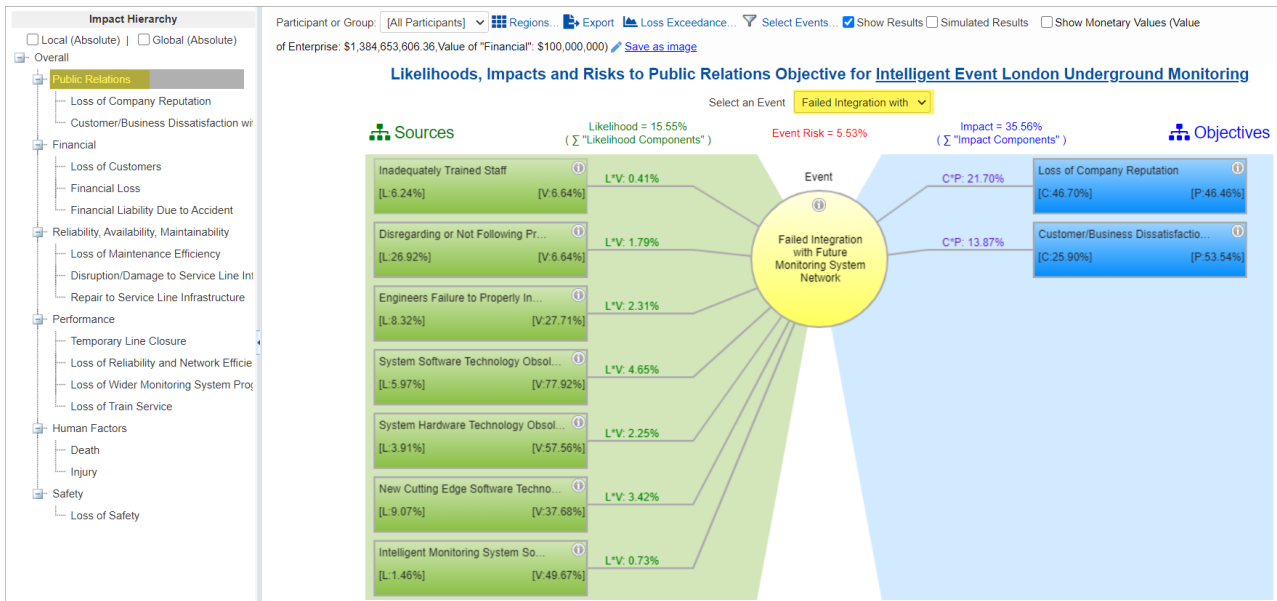 Impact Hierarchy
Local (Absolute) | Global (Absolute)
Overall
Public Relations
Loss of Company Reputation
Customer/Business Dissatisfaction wit
Financial
Loss of Customers
Financial Loss
Financial Liability Due to Accident
Reliability, Availability, Maintainability
Loss of Maintenance Efficiency
Disruption/Damage to Service Line Inf
Repair to Service Line Infrastructure
Performance
Temporary Line Closure
Loss of Reliability and Network Efficie
Loss of Wider Monitoring System Prog
Loss of Train Service
Human Factors
Death
Injury
Safety
Loss of Safety
Participant or Group: [All Participants] Regions... Export Loss Exceedance... Select Events... Show Results Simulated Results Show Monetary Values (Value
of Enterprise: $1,384,653,606.36,Value of "Financial": $100,000,000) Save as image
Likelihoods, Impacts and Risks to Public Relations Objective for Intelligent Event London Underground Monitoring
Select an Event Failed Integration with
Sources
Likelihood = 15.55%
( ∑ "Likelihood Components" )
Event Risk = 5.53%
Impact = 35.56%
( ∑ "Impact Components" )
Objectives
Inadequately Trained Staff
[L:6.24%] [V:6.64%]
L*V: 0.41%
Disregarding or Not Following Pr...
[L:26.92%] [V:6.64%]
L*V: 1.79%
Engineers Failure to Properly In...
[L:8.32%] [V:27.71%]
L*V: 2.31%
System Software Technology Obsol...
[L:5.97%] [V:77.92%]
L*V: 4.65%
System Hardware Technology Obsol...
[L:3.91%] [V:57.56%]
L*V: 2.25%
New Cutting Edge Software Techno...
[L:9.07%] [V:37.68%]
L*V: 3.42%
Intelligent Monitoring System So...
[L:1.46%] [V:49.67%]
L*V: 0.73%
Event
Failed Integration
with Future
Monitoring System
Network
C*P: 21.70%
Loss of Company Reputation
[C:46.70%] [P:46.46%]
C*P: 13.87%
Customer/Business Dissatisfactio...
[C:25.90%] [P:53.54%]